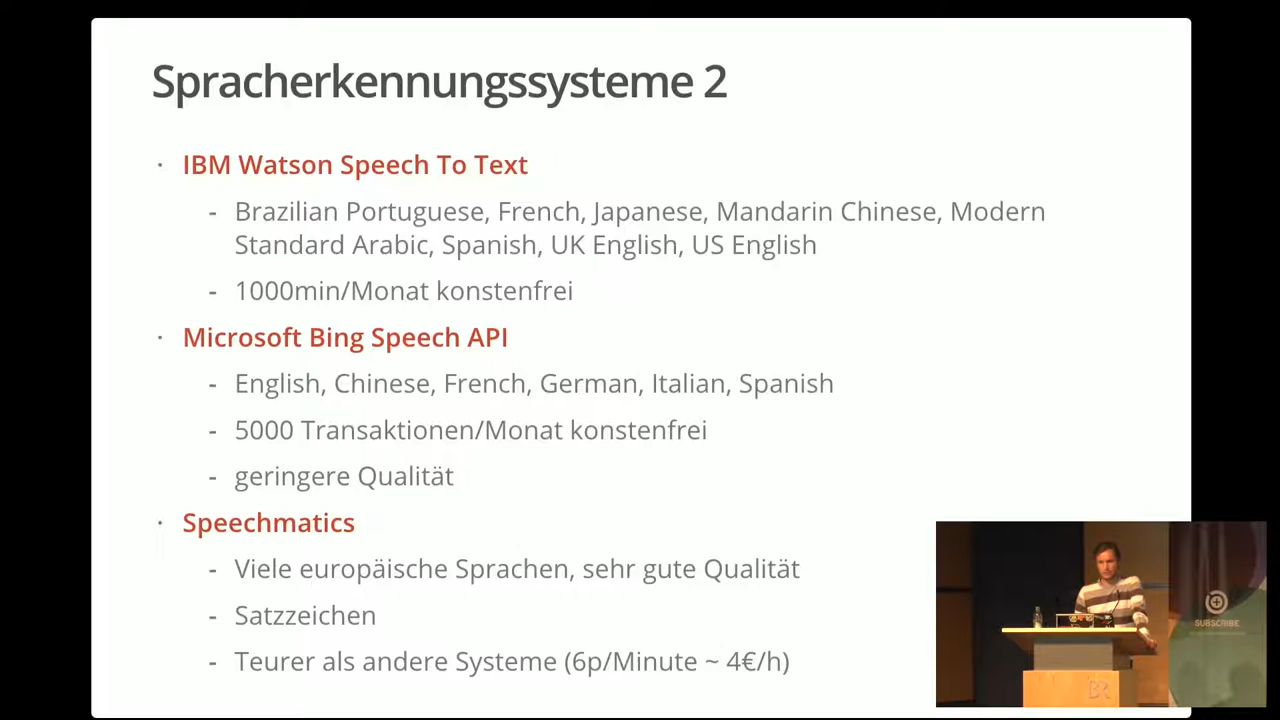 Spracherkennungssysteme 2
· IBM Watson Speech To Text
- Brazilian Portuguese, French, Japanese, Mandarin Chinese, Modern
Standard Arabic, Spanish, UK English, US English
- 1000min/Monat konstenfrei
· Microsoft Bing Speech API
- English, Chinese, French, German, Italian, Spanish
- 5000 Transaktionen/Monat konstenfrei
- geringere Qualität
· Speechmatics
- Viele europäische Sprachen, sehr gute Qualität
- Satzzeichen
- Teurer als andere Systeme (6p/Minute ~ 4€/h)
SUBSCRIBE
BR